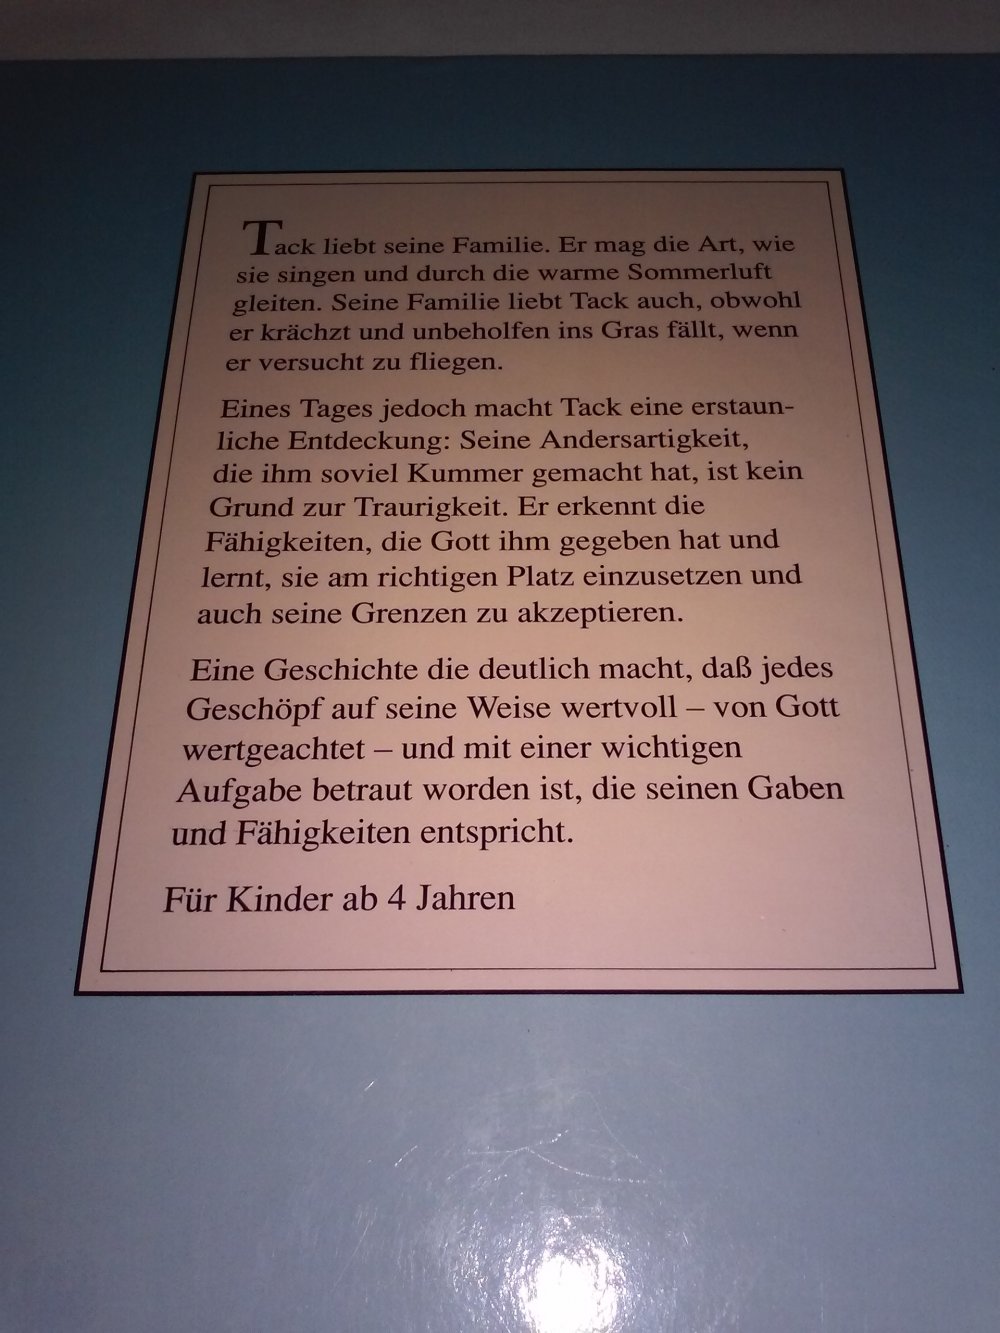 Tack liebt seine Familie. Er mag die Art, wie
sie singen und durch die warme Sommerluft
gleiten. Seine Familie liebt Tack auch, obwohl
er krächzt und unbeholfen ins Gras fällt, wenn
er versucht zu fliegen.
Eines Tages jedoch macht Tack eine erstaun-
liche Entdeckung: Seine Andersartigkeit,
die ihm soviel Kummer gemacht hat, ist kein
Grund zur Traurigkeit. Er erkennt die
Fähigkeiten, die Gott ihm gegeben hat und
lernt, sie am richtigen Platz einzusetzen und
auch seine Grenzen zu akzeptieren.
Eine Geschichte die deutlich macht, daß jedes
Geschöpf auf seine Weise wertvoll – von Gott
wertgeachtet – und mit einer wichtigen
Aufgabe betraut worden ist, die seinen Gaben
und Fähigkeiten entspricht.
Für Kinder ab 4 Jahren